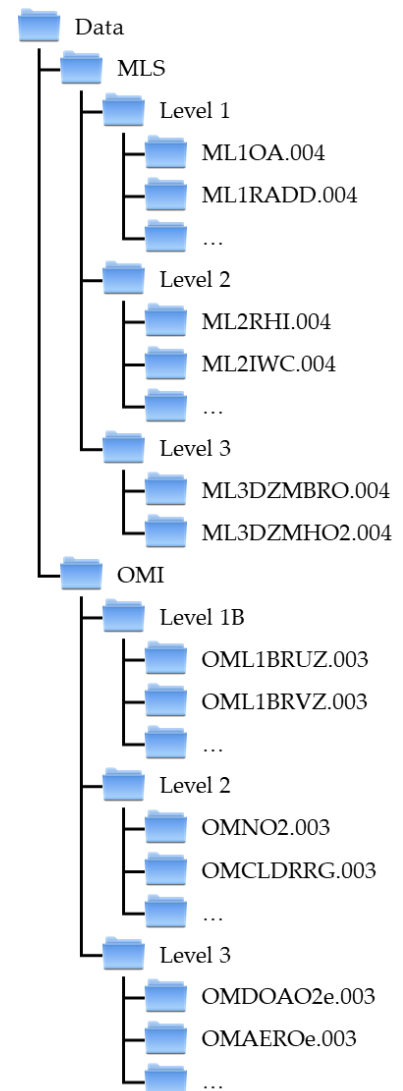 Data
MLS
Level 1
ML1OA.004
ML1RADD.004
...
Level 2
ML2RHI.004
ML2IWC.004
...
Level 3
ML3DZMBRO.004
ML3DZMHO2.004
OMI
Level 1B
OML1BRUZ.003
OML1BRVZ.003
...
Level 2
OMNO2.003
OMCLDRRG.003
...
Level 3
OMDOAO2e.003
OMAEROe.003
...